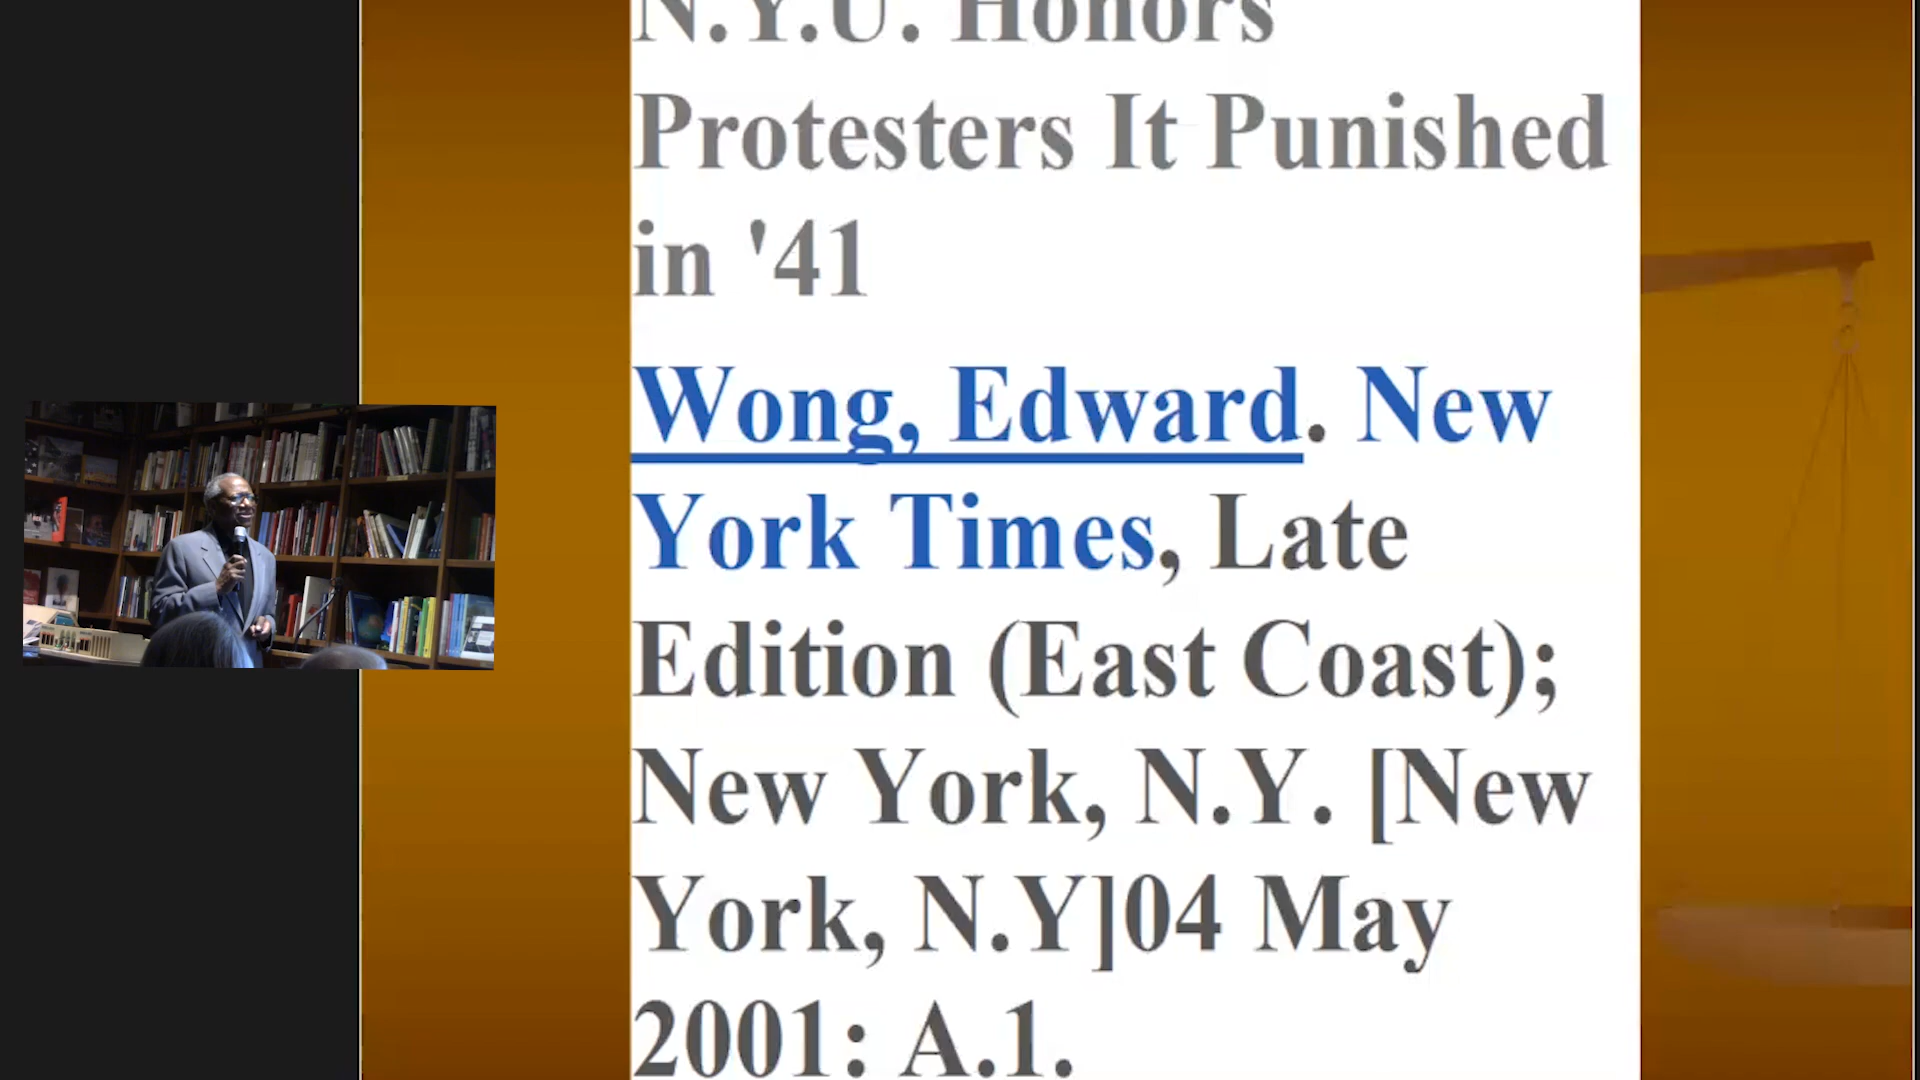 N.Y.U. Honors
Protesters It Punished
in '41
Wong, Edward. New
York Times, Late
Edition (East Coast);
New York, N.Y. [New
York, N.Y]04 May
2001: A.1.